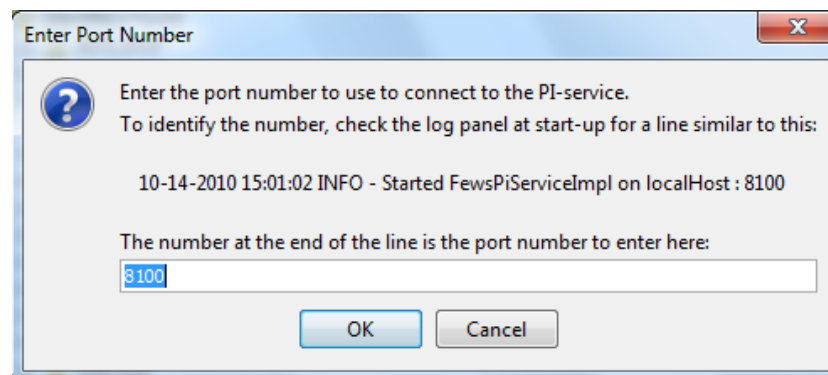 Enter Port Number
Enter the port number to use to connect to the PI-service.
To identify the number, check the log panel at start-up for a line similar to this:
10-14-2010 15:01:02 INFO - Started FewsPiServiceImpl on localHost : 8100
The number at the end of the line is the port number to enter here:
8100
OK Cancel